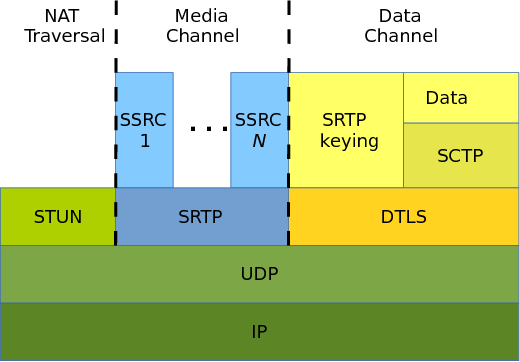 NAT
Traversal
Media
Channel
Data
Channel
SSRC
1
...
SSRC
N
SRTP
keying
Data
SCTP
STUN
SRTP
DTLS
UDP
IP